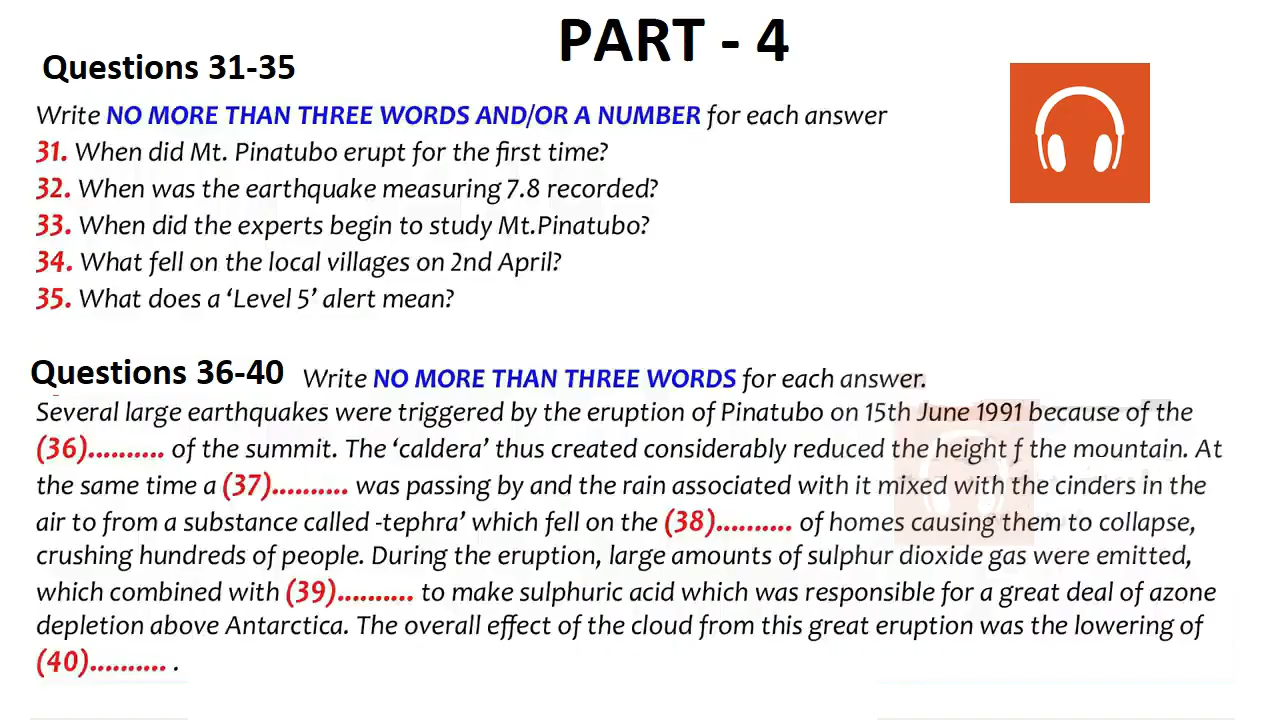 PART - 4
Questions 31-35
Write NO MORE THAN THREE WORDS AND/OR A NUMBER for each answer
31. When did Mt. Pinatubo erupt for the first time?
32. When was the earthquake measuring 7.8 recorded?
33. When did the experts begin to study Mt.Pinatubo?
34. What fell on the local villages on 2nd April?
35. What does a ‘Level 5’ alert mean?
Questions 36-40 Write NO MORE THAN THREE WORDS for each answer.
Several large earthquakes were triggered by the eruption of Pinatubo on 15th June 1991 because of the
(36).......... of the summit. The ‘caldera’ thus created considerably reduced the height f the mountain. At
the same time a (37).......... was passing by and the rain associated with it mixed with the cinders in the
air to from a substance called -tephra’ which fell on the (38).......... of homes causing them to collapse,
crushing hundreds of people. During the eruption, large amounts of sulphur dioxide gas were emitted,
which combined with (39).......... to make sulphuric acid which was responsible for a great deal of azone
depletion above Antarctica. The overall effect of the cloud from this great eruption was the lowering of
(40).......... .